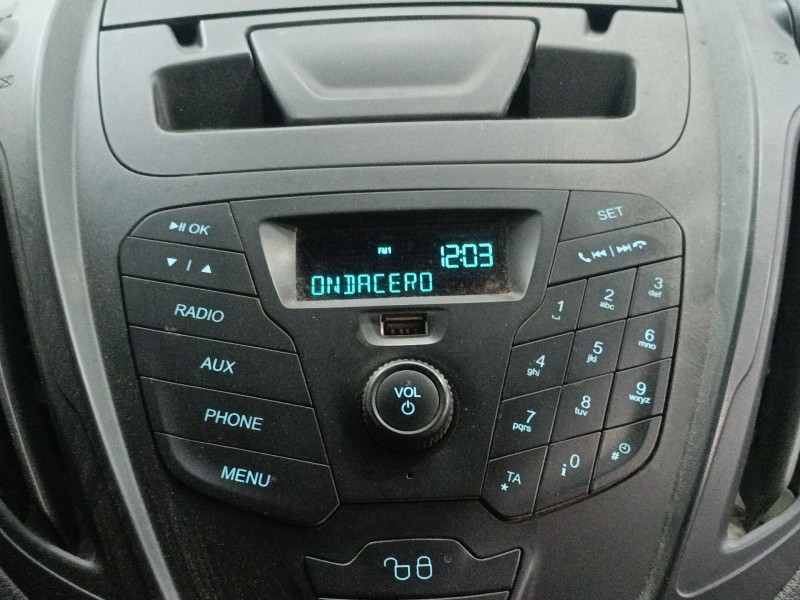 OK
SET
FM1 12:03
ONDACERO
RADIO
AUX
PHONE
MENU
VOL
1
2 abc
3 def
4 ghi
5 jkl
6 mno
7 pqrs
8 tuv
9 wxyz
TA *
i 0
#